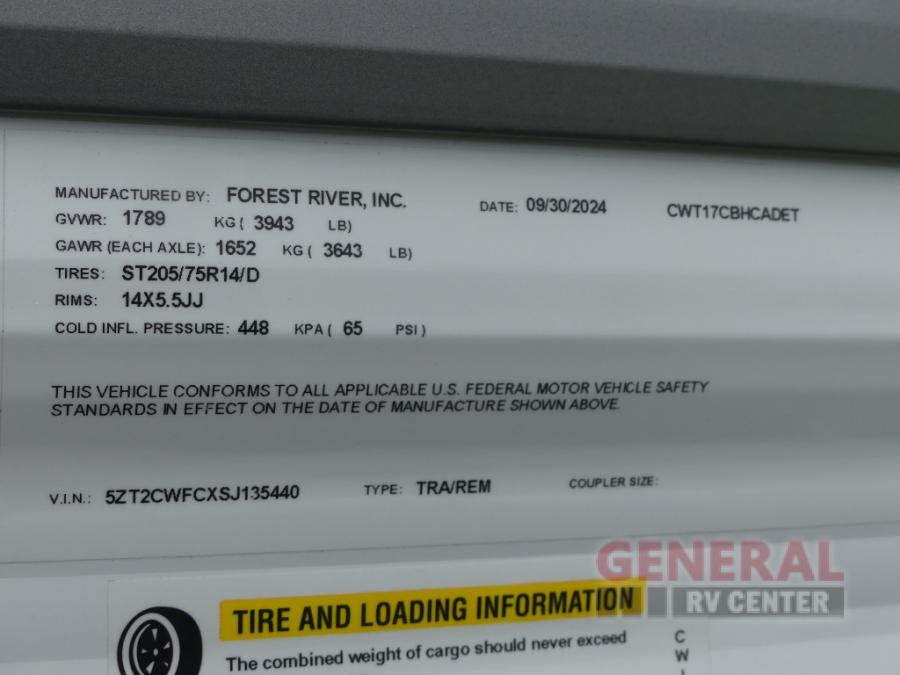 MANUFACTURED BY: FOREST RIVER, INC. DATE: 09/30/2024 CWT17CBHCADET
GVWR: 1789 KG( 3943 LB)
GAWR (EACH AXLE): 1652 KG( 3643 LB)
TIRES: ST205/75R14/D
RIMS: 14X5.5JJ
COLD INFL. PRESSURE: 448 KPA( 65 PSI)
THIS VEHICLE CONFORMS TO ALL APPLICABLE U.S. FEDERAL MOTOR VEHICLE SAFETY
STANDARDS IN EFFECT ON THE DATE OF MANUFACTURE SHOWN ABOVE.
V.I.N.: 5ZT2CWFCXSJ135440 TYPE: TRA/REM COUPLER SIZE:
GENERAL
RV CENTER
TIRE AND LOADING INFORMATION
The combined weight of cargo should never exceed
C
W